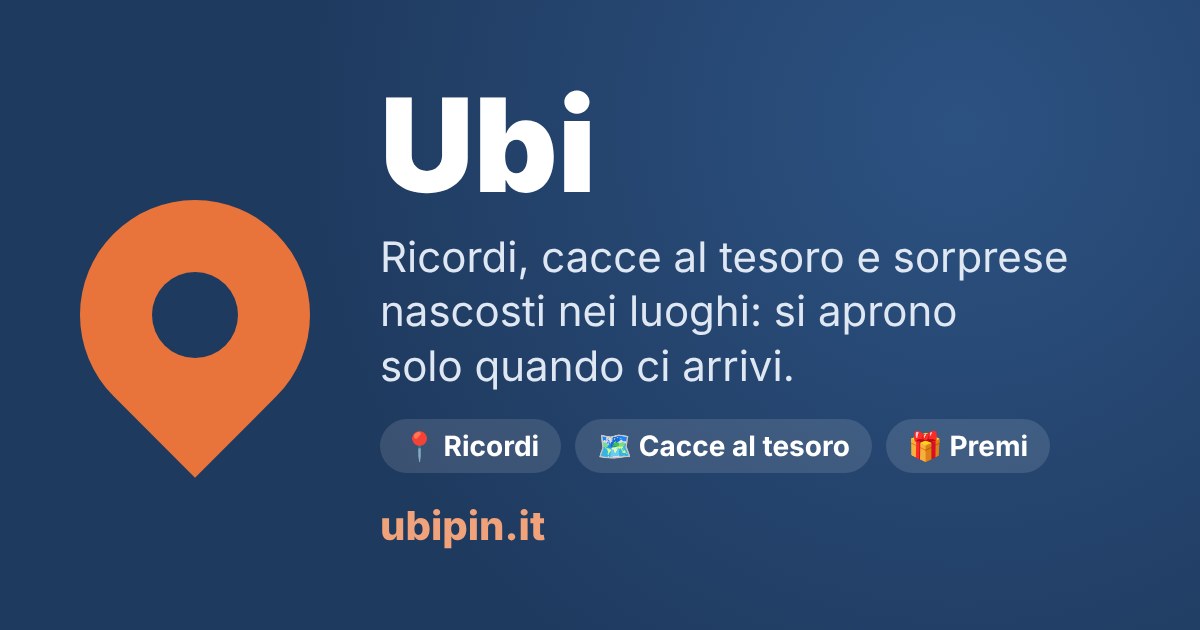 Ubi
Ricordi, cacce al tesoro e sorprese
nascosti nei luoghi: si aprono
solo quando ci arrivi.
📍 Ricordi 🗺️ Cacce al tesoro 🎁 Premi
ubipin.it